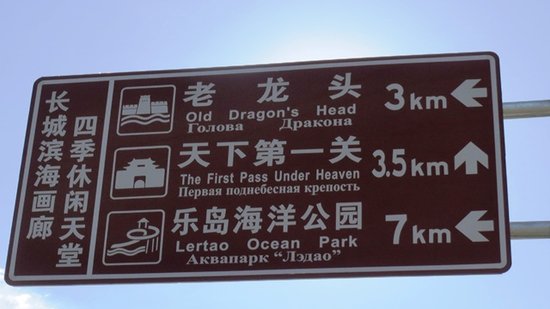 长城滨海画廊
四季休闲天堂
老龙头 3km
Old Dragon's Head
Голова Дракона
天下第一关 3.5km
The First Pass Under Heaven
Первая поднебесная крепость
乐岛海洋公园 7km
Lertao Ocean Park
Аквапарк "Лэдао"